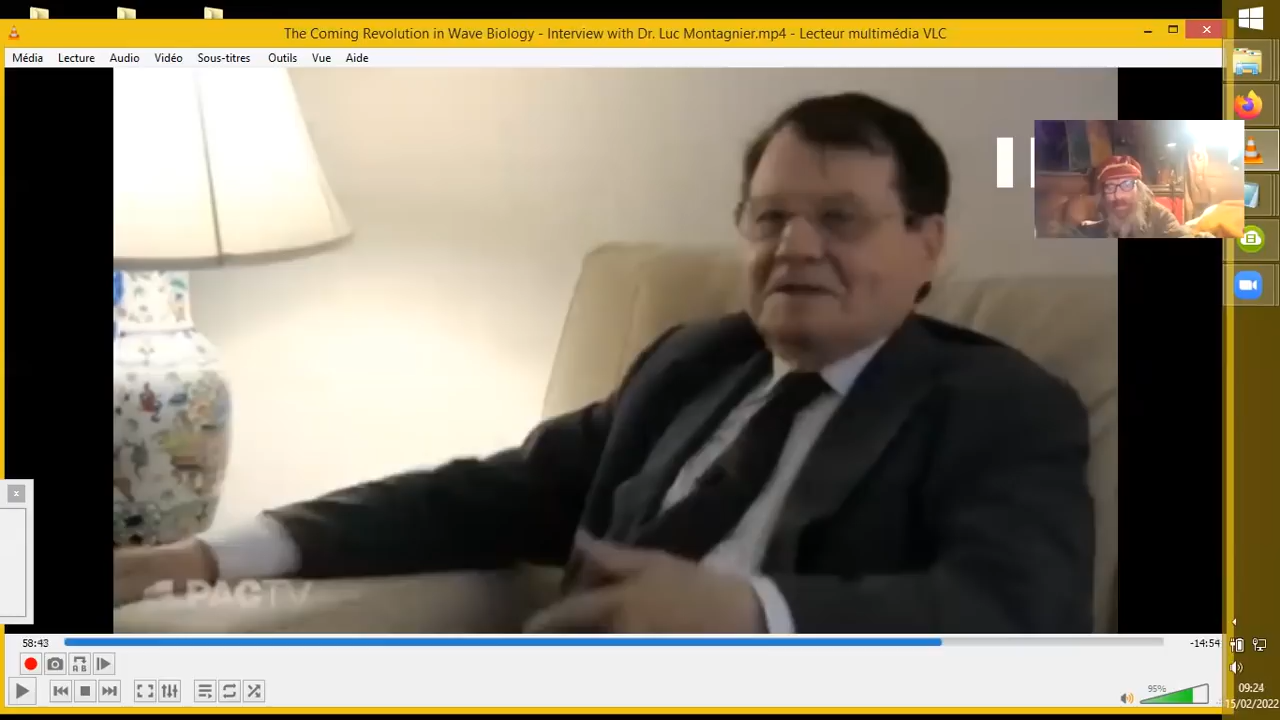 The Coming Revolution in Wave Biology - Interview with Dr. Luc Montagnier.mp4 - Lecteur multimédia VLC
Média Lecture Audio Vidéo Sous-titres Outils Vue Aide
LPACTV
58:43
-14:54
95%
09:24
15/02/2022